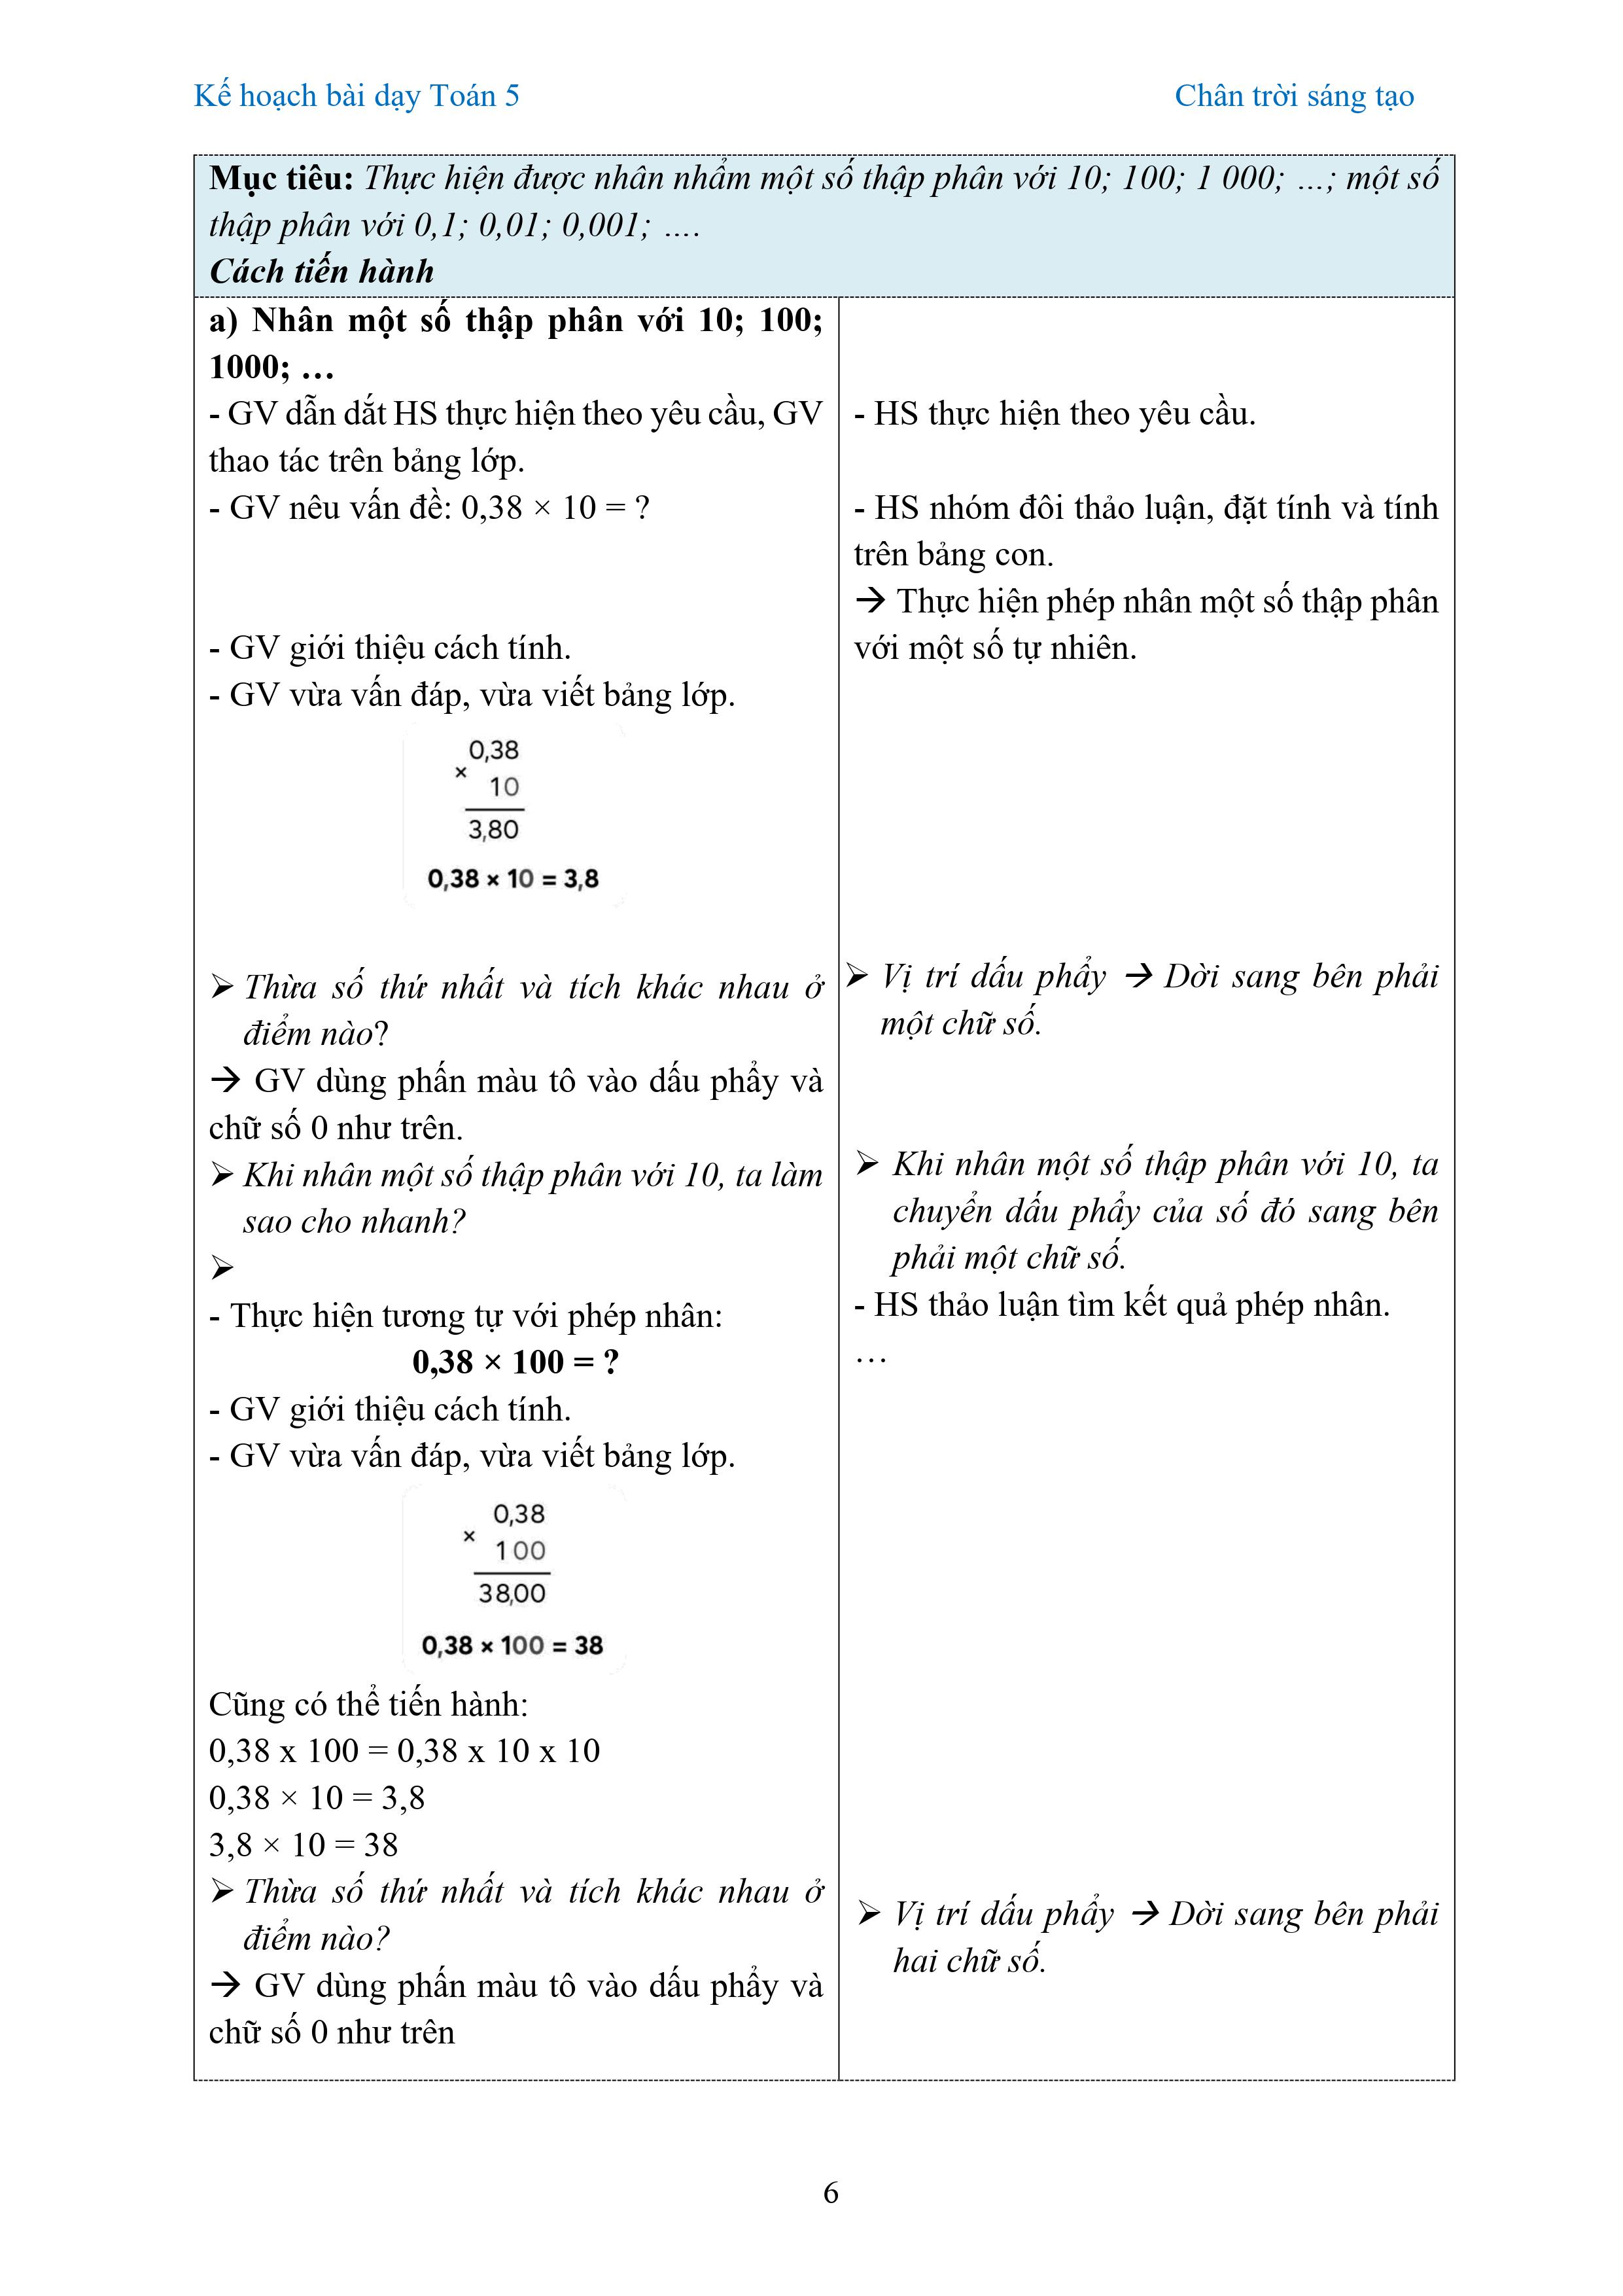 Kế hoạch bài dạy Toán 5
Chân trời sáng tạo
Mục tiêu: Thực hiện được nhân nhẩm một số thập phân với 10; 100; 1 000; …; một số
thập phân với 0,1; 0,01; 0,001; ….
Cách tiến hành
a) Nhân một số thập phân với 10; 100;
1000; …
- GV dẫn dắt HS thực hiện theo yêu cầu, GV
thao tác trên bảng lớp.
- GV nêu vấn đề: 0,38 × 10 = ?
- GV giới thiệu cách tính.
- GV vừa vấn đáp, vừa viết bảng lớp.
0,38
×
10
3,80
0,38 × 10 = 3,8
➢ Thừa số thứ nhất và tích khác nhau ở
điểm nào?
→ GV dùng phấn màu tô vào dấu phẩy và
chữ số 0 như trên.
➢ Khi nhân một số thập phân với 10, ta làm
sao cho nhanh?
➢
- Thực hiện tương tự với phép nhân:
0,38 × 100 = ?
- GV giới thiệu cách tính.
- GV vừa vấn đáp, vừa viết bảng lớp.
0,38
×
100
38,00
0,38 × 100 = 38
Cũng có thể tiến hành:
0,38 x 100 = 0,38 x 10 x 10
0,38 × 10 = 3,8
3,8 × 10 = 38
➢ Thừa số thứ nhất và tích khác nhau ở
điểm nào?
→ GV dùng phấn màu tô vào dấu phẩy và
chữ số 0 như trên
- HS thực hiện theo yêu cầu.
- HS nhóm đôi thảo luận, đặt tính và tính
trên bảng con.
→ Thực hiện phép nhân một số thập phân
với một số tự nhiên.
➢ Vị trí dấu phẩy → Dời sang bên phải
một chữ số.
➢ Khi nhân một số thập phân với 10, ta
chuyển dấu phẩy của số đó sang bên
phải một chữ số.
- HS thảo luận tìm kết quả phép nhân.
…
➢ Vị trí dấu phẩy → Dời sang bên phải
hai chữ số.
6